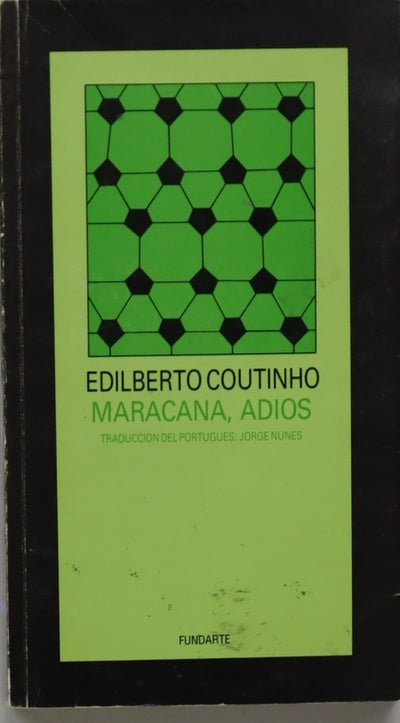 EDILBERTO COUTINHO
MARACANA, ADIOS
TRADUCCION DEL PORTUGUES: JORGE NUNES
FUNDARTE